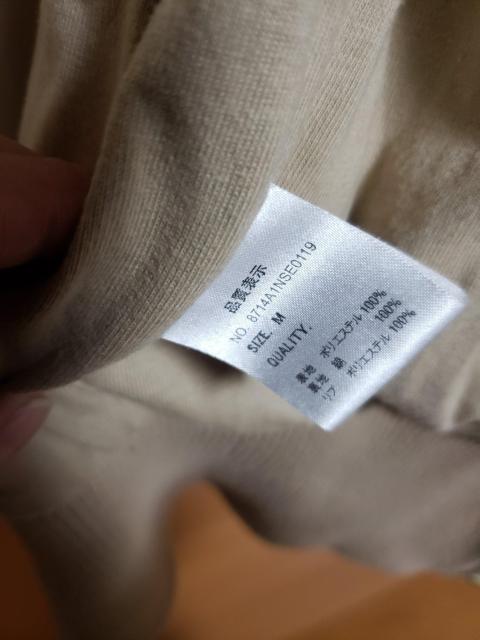 品質表示
NO. 8714A1NSE0119
SIZE. M
QUALITY.
表地 ポリエステル 100%
裏地 綿 100%
リブ ポリエステル 100%